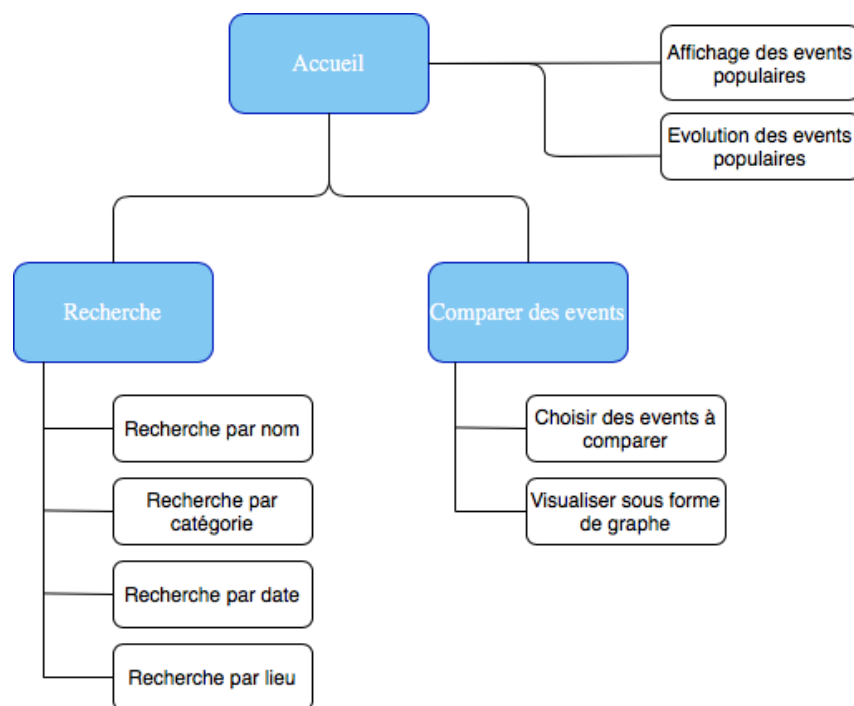 Accueil
Affichage des events
populaires
Evolution des events
populaires
Recherche
Comparer des events
Recherche par nom
Recherche par
catégorie
Recherche par date
Recherche par lieu
Choisir des events à
comparer
Visualiser sous forme
de graphe